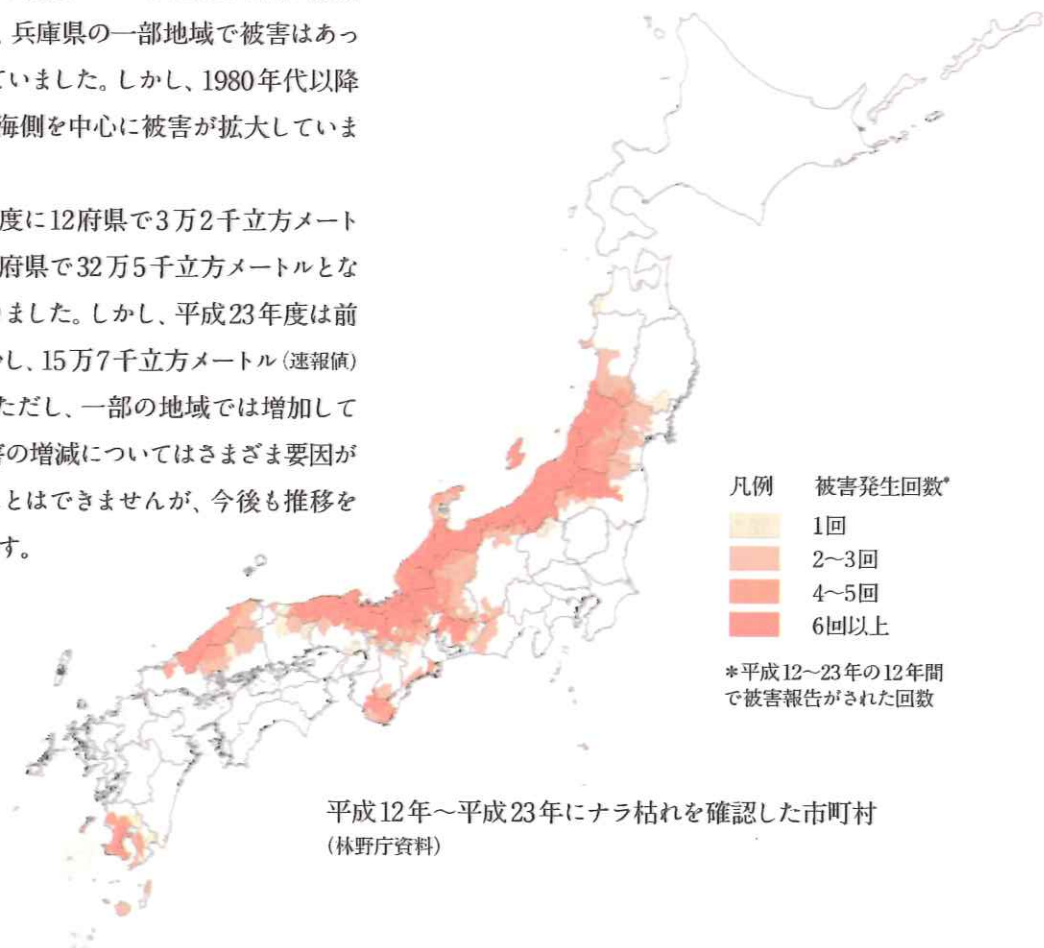 、兵庫県の一部地域で被害はあっ
ていました。しかし、1980年代以降
海側を中心に被害が拡大していま
度に12府県で3万2千立方メート
府県で32万5千立方メートルとな
りました。しかし、平成23年度は前
少し、15万7千立方メートル（速報値）
ただし、一部の地域では増加して
害の増減についてはさまざま要因が
とはできませんが、今後も推移を
す。
凡例　被害発生回数*
1回
2～3回
4～5回
6回以上
＊平成12～23年の12年間
で被害報告がされた回数
平成12年～平成23年にナラ枯れを確認した市町村
（林野庁資料）